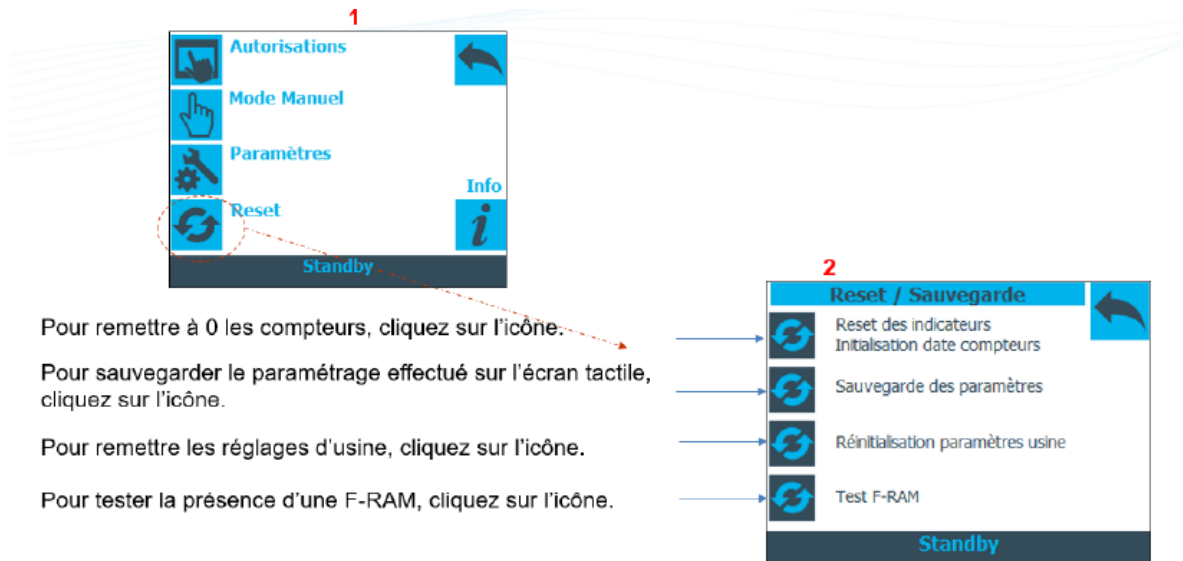 1
Autorisations
Mode Manuel
Paramètres
Info
Reset
i
Standby
Pour remettre à 0 les compteurs, cliquez sur l'icône.
Pour sauvegarder le paramétrage effectué sur l'écran tactile,
cliquez sur l'icône.
Pour remettre les réglages d'usine, cliquez sur l'icône.
Pour tester la présence d'une F-RAM, cliquez sur l'icône.
2
Reset / Sauvegarde
Reset des indicateurs
Initialisation date compteurs
Sauvegarde des paramètres
Réinitialisation paramètres usine
Test F-RAM
Standby